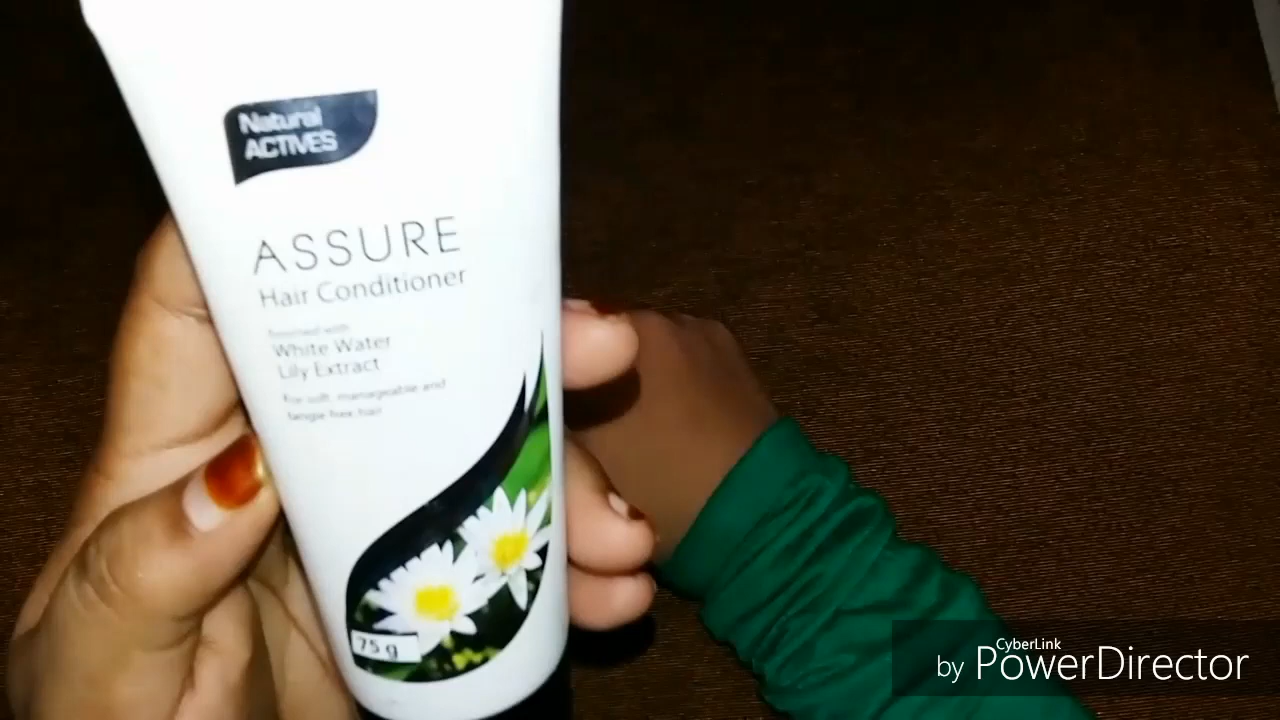 Natural
ACTIVES
ASSURE
Hair Conditioner
Enriched with
White Water
Lily Extract
For soft, manageable and
tangle free hair
75 g
CyberLink
by PowerDirector